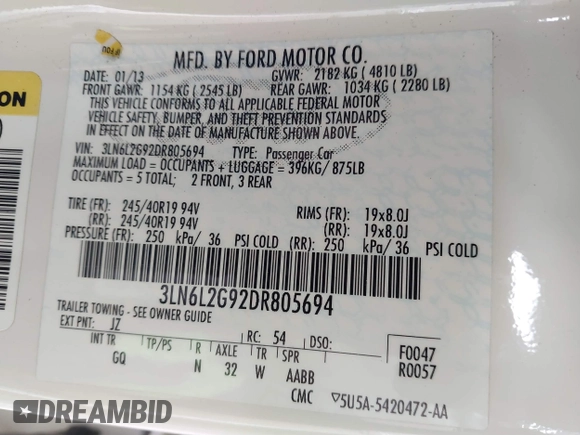 MFD. BY FORD MOTOR CO.
DATE: 01/13 GVWR: 2182 KG (4810 LB)
FRONT GAWR: 1154 KG (2545 LB) REAR GAWR: 1034 KG (2280 LB)
THIS VEHICLE CONFORMS TO ALL APPLICABLE FEDERAL MOTOR
VEHICLE SAFETY, BUMPER, AND THEFT PREVENTION STANDARDS
IN EFFECT ON THE DATE OF MANUFACTURE SHOWN ABOVE.
VIN: 3LN6L2G92DR805694 TYPE: Passenger Car
MAXIMUM LOAD = OCCUPANTS + LUGGAGE = 396KG/ 875LB
OCCUPANTS = 5 TOTAL; 2 FRONT, 3 REAR
TIRE (FR): 245/40R19 94V RIMS (FR): 19x8.0J
(RR): 245/40R19 94V (RR): 19x8.0J
PRESSURE (FR): 250 kPa/ 36 PSI COLD (RR): 250 kPa/ 36 PSI COLD
3LN6L2G92DR805694
TRAILER TOWING - SEE OWNER GUIDE
EXT PNT: JZ RC: 54 DSO:
INT TR TP/PS R AXLE TR SPR F0047
GQ N 32 W AABB R0057
CMC ▽5U5A-5420472-AA
ON
DREAMBID